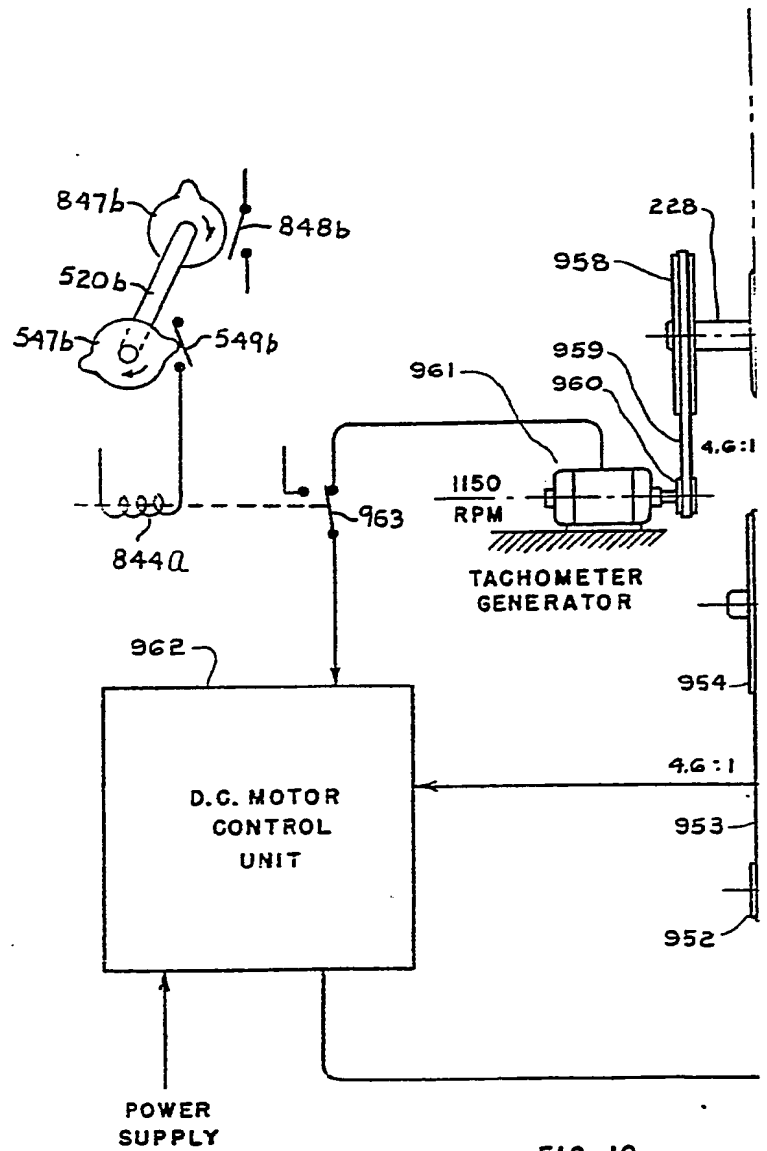 847b
848b
520b
547b
549b
844a
228
958
959
960
961
4.6:1
1150
RPM
963
TACHOMETER
GENERATOR
962
954
4.6:1
D.C. MOTOR
CONTROL
UNIT
953
952
POWER
SUPPLY